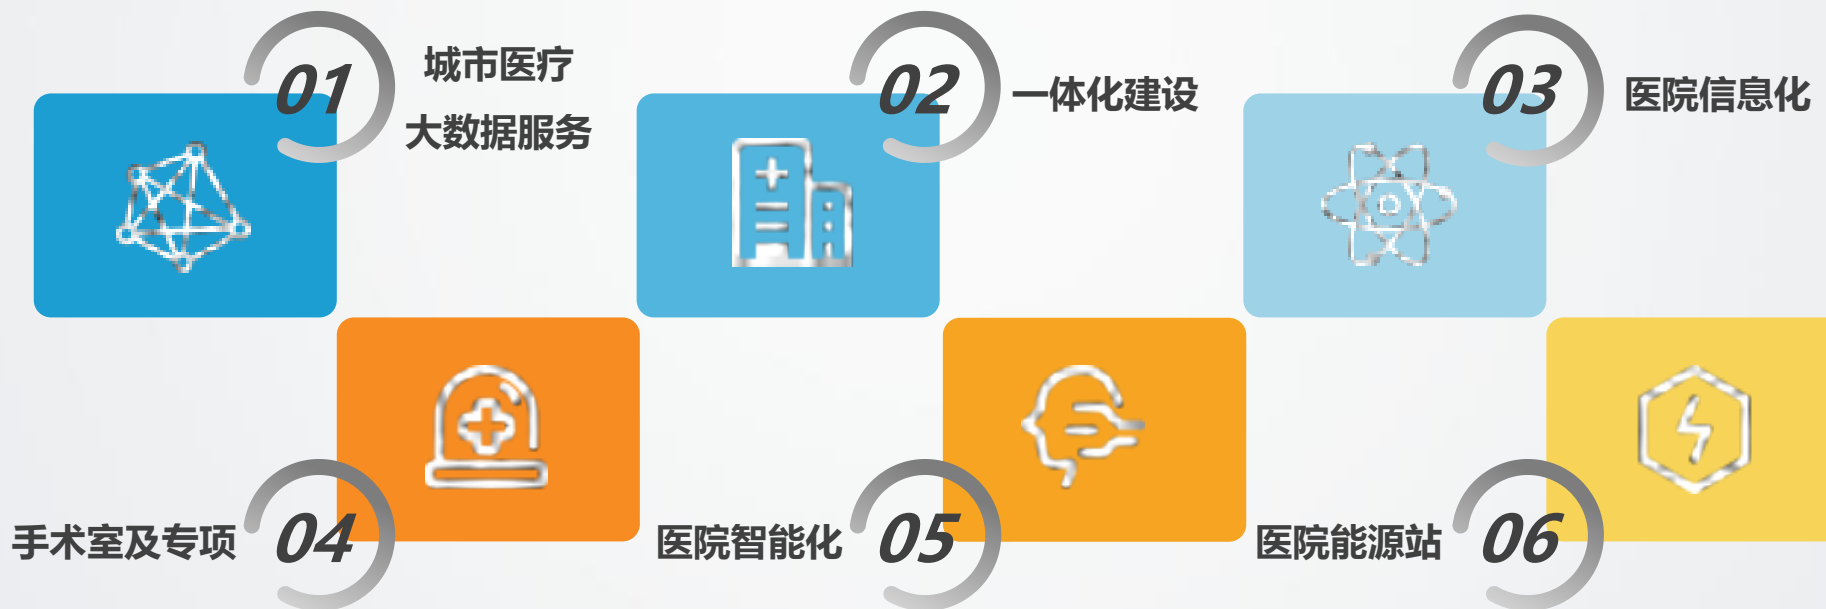 01
城市医疗
大数据服务
02
一体化建设
03
医院信息化
手术室及专项
04
医院智能化
05
医院能源站
06